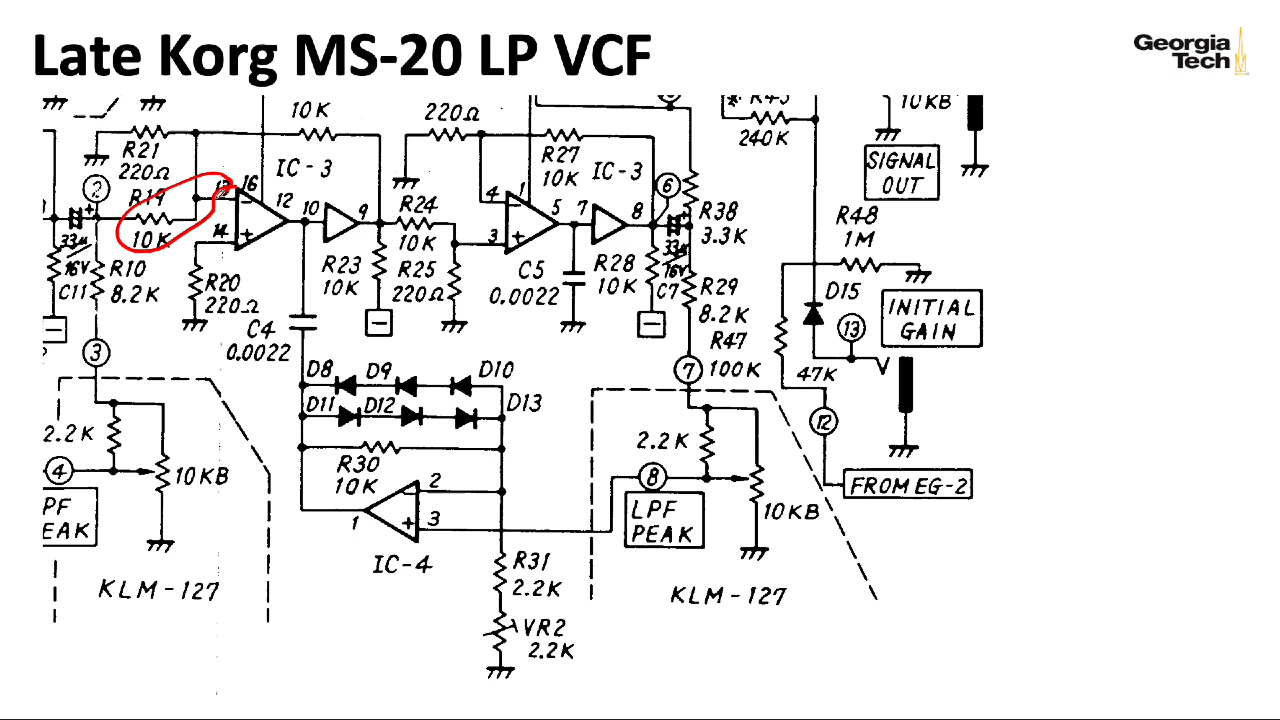 Late Korg MS-20 LP VCF
Georgia
Tech
10K
220Ω
10KB
240K
R21
220Ω
R27
10K
IC-3
IC-3
SIGNAL
OUT
2
16
12
10
9
4
1
5
7
8
6
R19
10K
14
+
3
+
R24
10K
R38
3.3K
R48
1M
33μ
16V
C11
R10
8.2K
R20
220Ω
R23
10K
R25
220Ω
C5
0.0022
R28
10K
33μ
16V
C7
R29
8.2K
D15
INITIAL
GAIN
13
C4
0.0022
R47
100K
47K
3
7
D8
D9
D10
D11
D12
D13
12
2.2K
2.2K
R30
10K
4
10KB
8
10KB
FROM EG-2
PF
EAK
2
1
3
+
LPF
PEAK
IC-4
KLM-127
R31
2.2K
KLM-127
VR2
2.2K